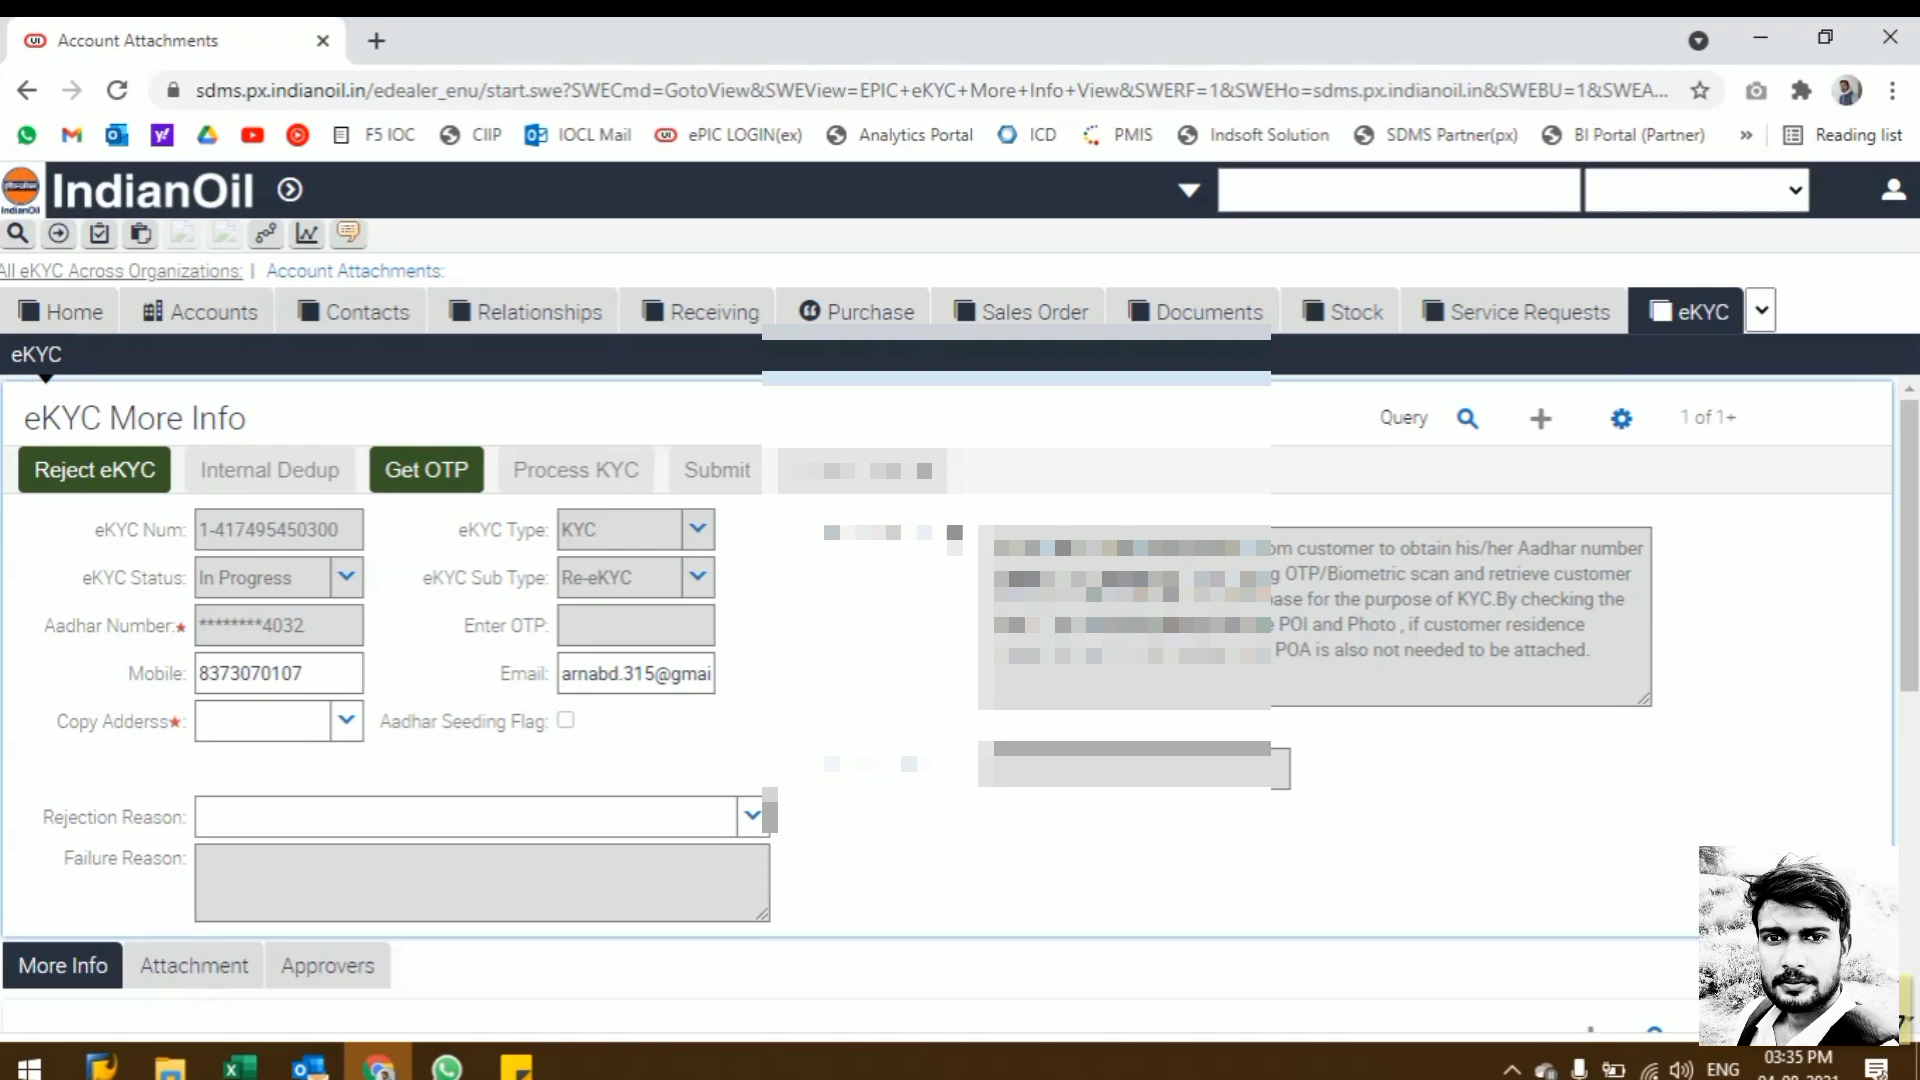 Account Attachments
sdms.px.indianoil.in/edealer_enu/start.swe?SWECmd=GotoView&SWEView=EPIC+eKYC+More+Info+View&SWERF=1&SWEHo=sdms.px.indianoil.in&SWEBU=1&SWEA...
F5 IOC CIIP IOCL Mail ePIC LOGIN(ex) Analytics Portal ICD PMIS Indsoft Solution SDMS Partner(px) BI Portal (Partner) » Reading list
IndianOil
IndianOil
All eKYC Across Organizations: | Account Attachments:
Home Accounts Contacts Relationships Receiving Purchase Sales Order Documents Stock Service Requests eKYC
eKYC
eKYC More Info Query 1 of 1+
Reject eKYC Internal Dedup Get OTP Process KYC Submit
eKYC Num: 1-417495450300 eKYC Type: KYC
eKYC Status: In Progress eKYC Sub Type: Re-eKYC
Aadhar Number:* ********4032 Enter OTP:
Mobile: 8373070107 Email: arnabd.315@gmai
Copy Adderss*: Aadhar Seeding Flag:
om customer to obtain his/her Aadhar number
g OTP/Biometric scan and retrieve customer
ase for the purpose of KYC.By checking the
POI and Photo , if customer residence
POA is also not needed to be attached.
Rejection Reason:
Failure Reason:
More Info Attachment Approvers
ENG 03:35 PM